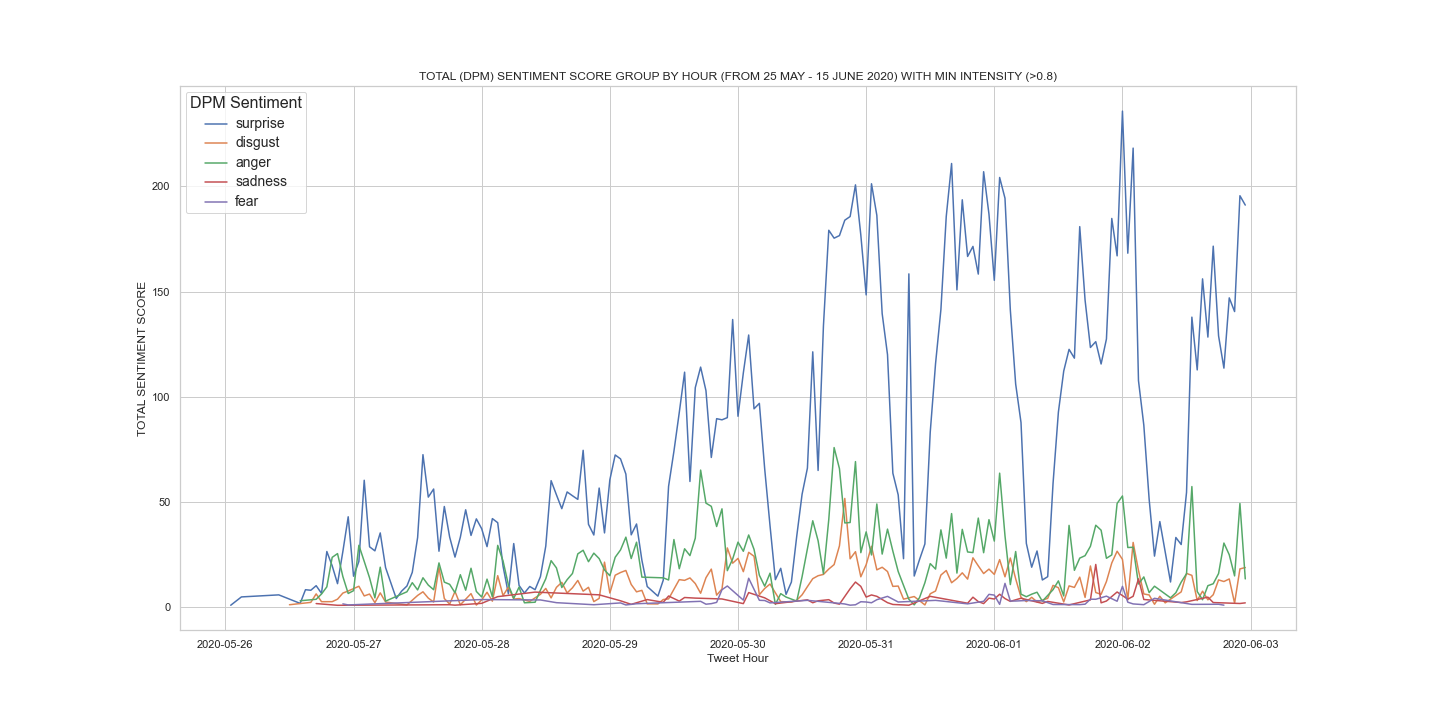 TOTAL (DPM) SENTIMENT SCORE GROUP BY HOUR (FROM 25 MAY - 15 JUNE 2020) WITH MIN INTENSITY (>0.8)
DPM Sentiment
surprise
disgust
anger
sadness
fear
200
150
100
50
0
TOTAL SENTIMENT SCORE
2020-05-26 2020-05-27 2020-05-28 2020-05-29 2020-05-30 2020-05-31 2020-06-01 2020-06-02 2020-06-03
Tweet Hour